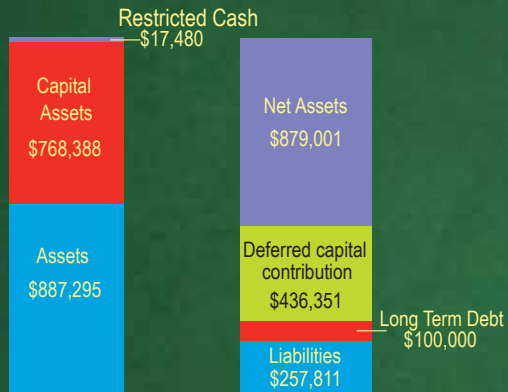 Restricted Cash
$17,480
Capital
Assets
$768,388
Assets
$887,295
Net Assets
$879,001
Deferred capital
contribution
$436,351
Long Term Debt
$100,000
Liabilities
$257,811